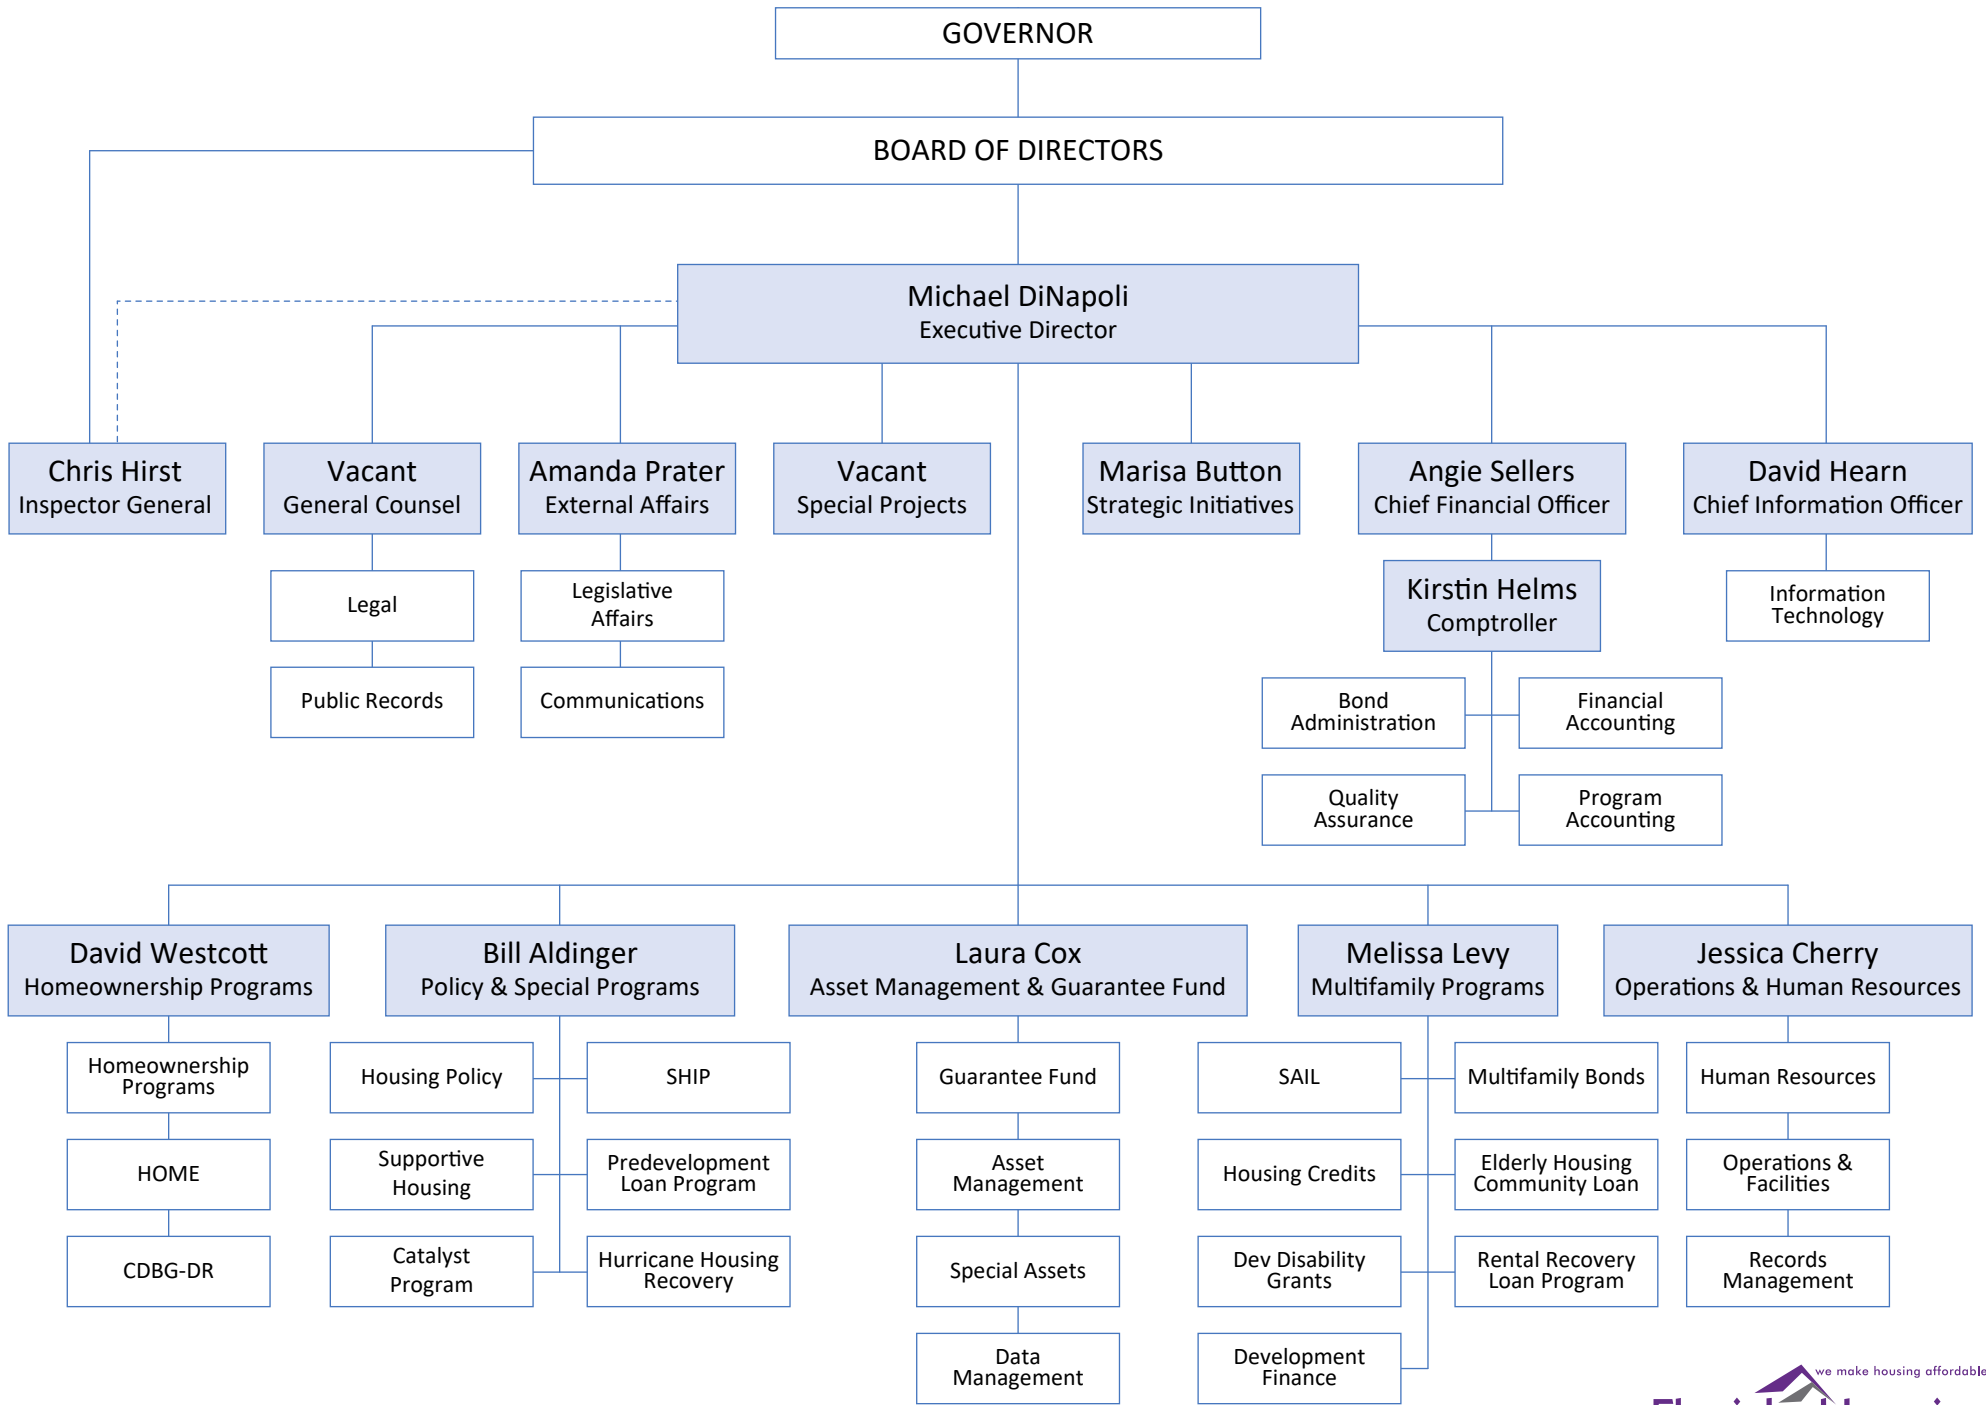 GOVERNOR
BOARD OF DIRECTORS
Michael DiNapoli
Executive Director
Chris Hirst
Inspector General
Vacant
General Counsel
Amanda Prater
External Affairs
Vacant
Special Projects
Marisa Button
Strategic Initiatives
Angie Sellers
Chief Financial Officer
David Hearn
Chief Information Officer
Legal
Public Records
Legislative
Affairs
Communications
Kirstin Helms
Comptroller
Bond
Administration
Financial
Accounting
Quality
Assurance
Program
Accounting
Information
Technology
David Westcott
Homeownership Programs
Homeownership
Programs
HOME
CDBG-DR
Bill Aldinger
Policy & Special Programs
Housing Policy
SHIP
Supportive
Housing
Predevelopment
Loan Program
Catalyst
Program
Hurricane Housing
Recovery
Laura Cox
Asset Management & Guarantee Fund
Guarantee Fund
Asset
Management
Special Assets
Data
Management
Melissa Levy
Multifamily Programs
SAIL
Multifamily Bonds
Housing Credits
Elderly Housing
Community Loan
Dev Disability
Grants
Rental Recovery
Loan Program
Development
Finance
Jessica Cherry
Operations & Human Resources
Human Resources
Operations &
Facilities
Records
Management
we make housing affordable